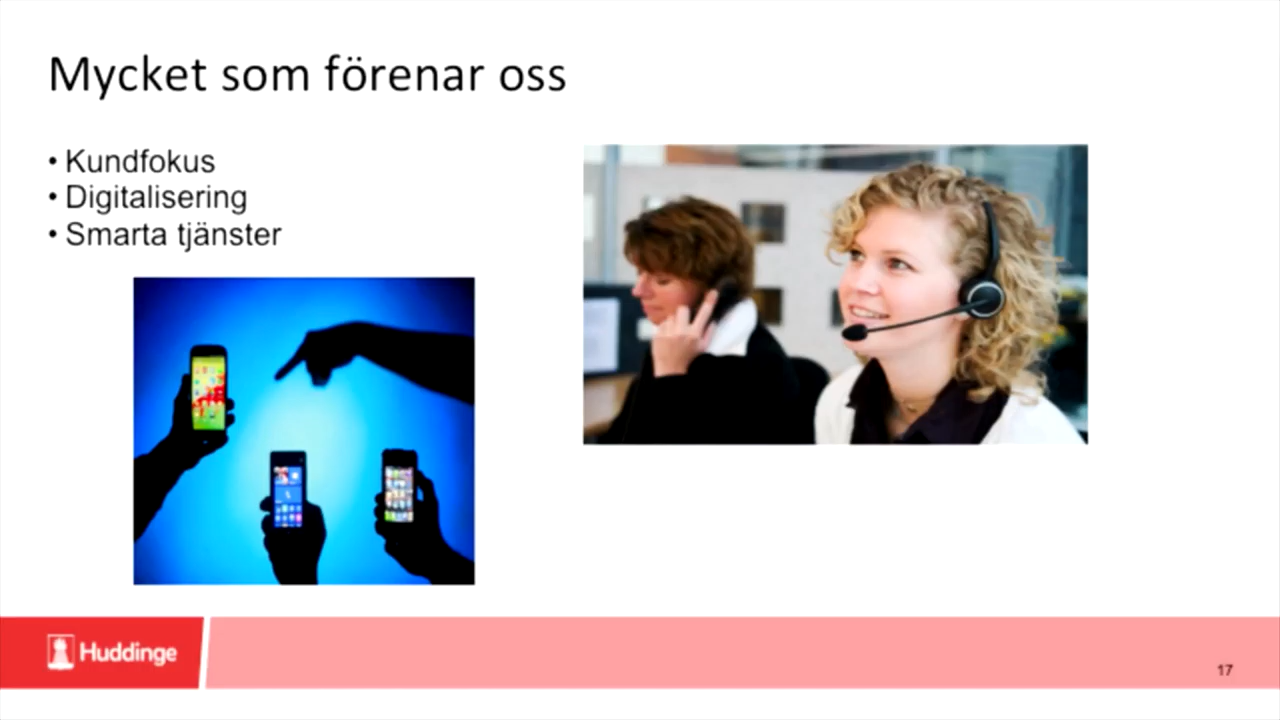 Mycket som förenar oss
• Kundfokus
• Digitalisering
• Smarta tjänster
Huddinge
17